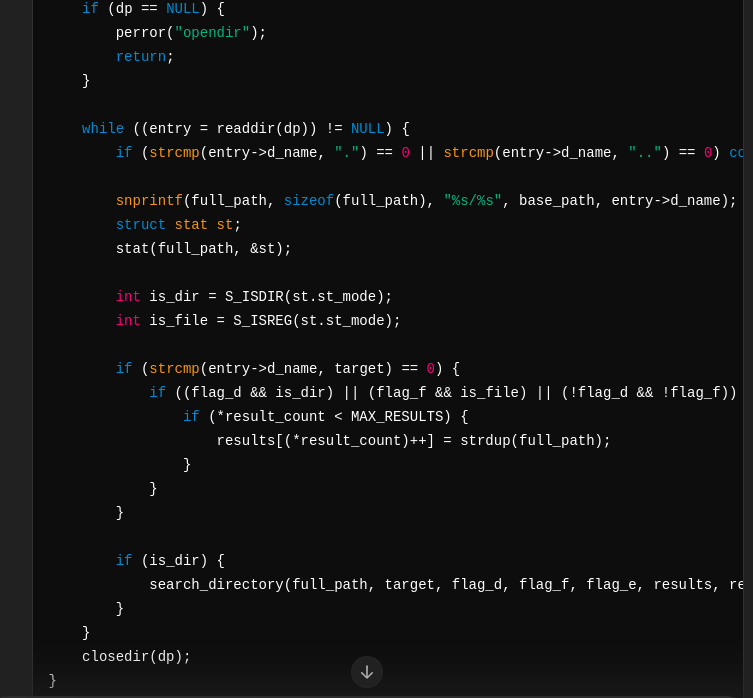 if (dp == NULL) {
perror("opendir");
return;
}
while ((entry = readdir(dp)) != NULL) {
if (strcmp(entry->d_name, ".") == 0 || strcmp(entry->d_name, "..") == 0)
snprintf(full_path, sizeof(full_path), "%s/%s", base_path, entry->d_name);
struct stat st;
stat(full_path, &st);
int is_dir = S_ISDIR(st.st_mode);
int is_file = S_ISREG(st.st_mode);
if (strcmp(entry->d_name, target) == 0) {
if ((flag_d && is_dir) || (flag_f && is_file) || (!flag_d && !flag_f))
if (*result_count < MAX_RESULTS) {
results[(*result_count)++] = strdup(full_path);
}
}
}
if (is_dir) {
search_directory(full_path, target, flag_d, flag_f, flag_e, results,
}
}
closedir(dp);
}